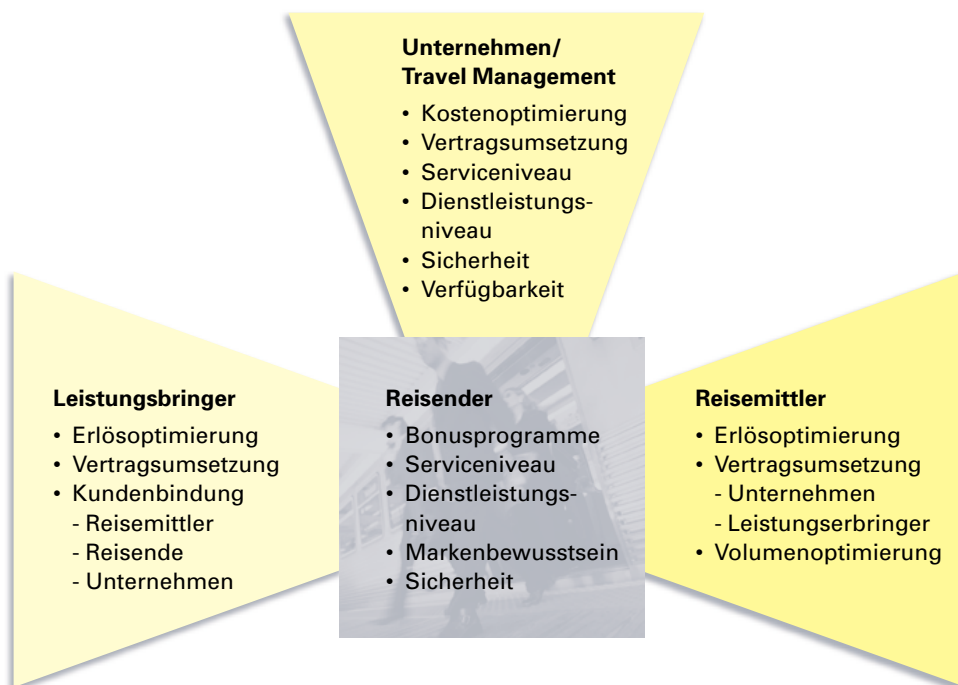 Unternehmen/
Travel Management
• Kostenoptimierung
• Vertragsumsetzung
• Serviceniveau
• Dienstleistungs-
niveau
• Sicherheit
• Verfügbarkeit
Leistungsbringer
• Erlösoptimierung
• Vertragsumsetzung
• Kundenbindung
- Reisemittler
- Reisende
- Unternehmen
Reisender
• Bonusprogramme
• Serviceniveau
• Dienstleistungs-
niveau
• Markenbewusstsein
• Sicherheit
Reisemittler
• Erlösoptimierung
• Vertragsumsetzung
- Unternehmen
- Leistungserbringer
• Volumenoptimierung